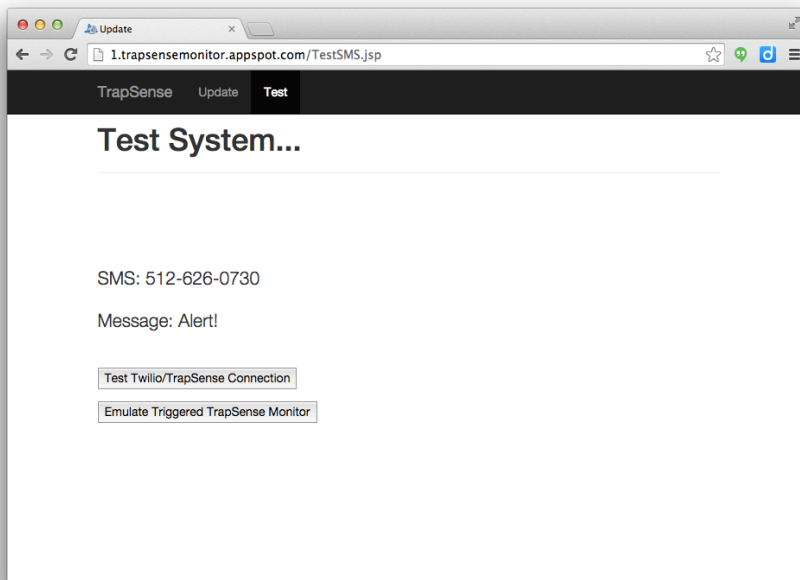 Update
1.trapsensemonitor.appspot.com/TestSMS.jsp
TrapSense Update Test
Test System...
SMS: 512-626-0730
Message: Alert!
Test Twilio/TrapSense Connection
Emulate Triggered TrapSense Monitor